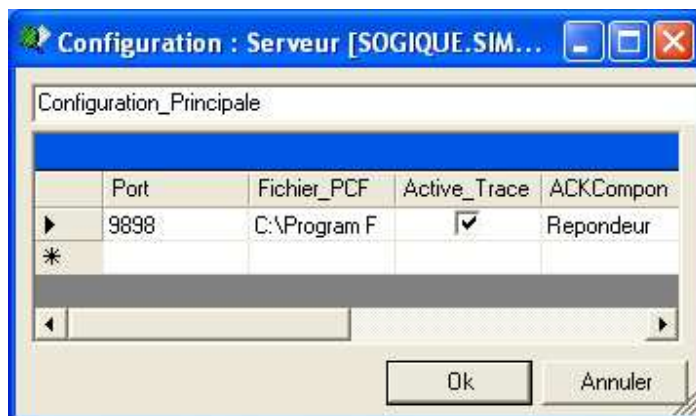 Configuration : Serveur [SOGIQUE.SIM...
Configuration_Principale
Port Fichier_PCF Active_Trace ACKCompon
9898 C:\Program F Repondeur
Ok Annuler